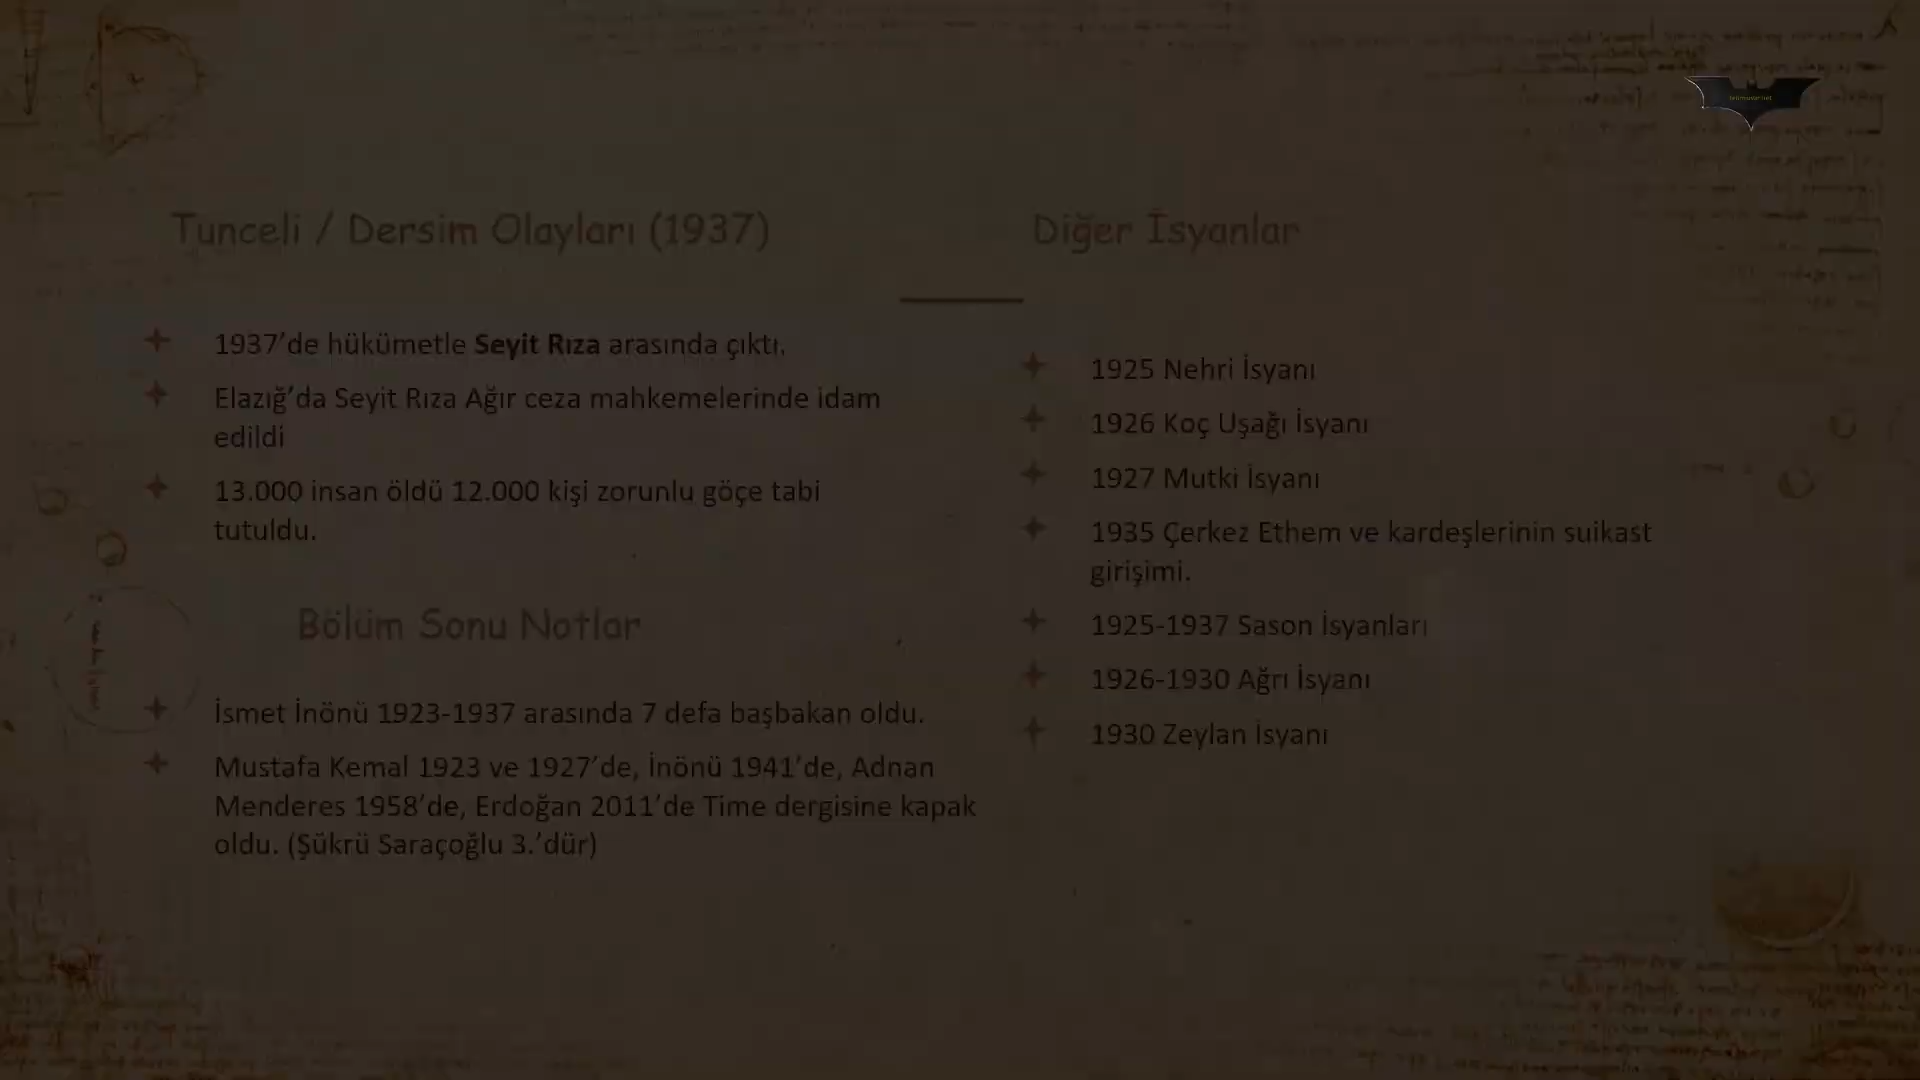 Tunceli / Dersim Olayları (1937)
1937’de hükümetle Seyit Rıza arasında çıktı.
Elazığ’da Seyit Rıza Ağır ceza mahkemelerinde idam
edildi
13.000 insan öldü 12.000 kişi zorunlu göçe tabi
tutuldu.
Bölüm Sonu Notlar
İsmet İnönü 1923-1937 arasında 7 defa başbakan oldu.
Mustafa Kemal 1923 ve 1927’de, İnönü 1941’de, Adnan
Menderes 1958’de, Erdoğan 2011’de Time dergisine kapak
oldu. (Şükrü Saraçoğlu 3.’dür)
Diğer İsyanlar
1925 Nehri İsyanı
1926 Koç Uşağı İsyanı
1927 Mutki İsyanı
1935 Çerkez Ethem ve kardeşlerinin suikast
girişimi.
1925-1937 Sason İsyanları
1926-1930 Ağrı İsyanı
1930 Zeylan İsyanı